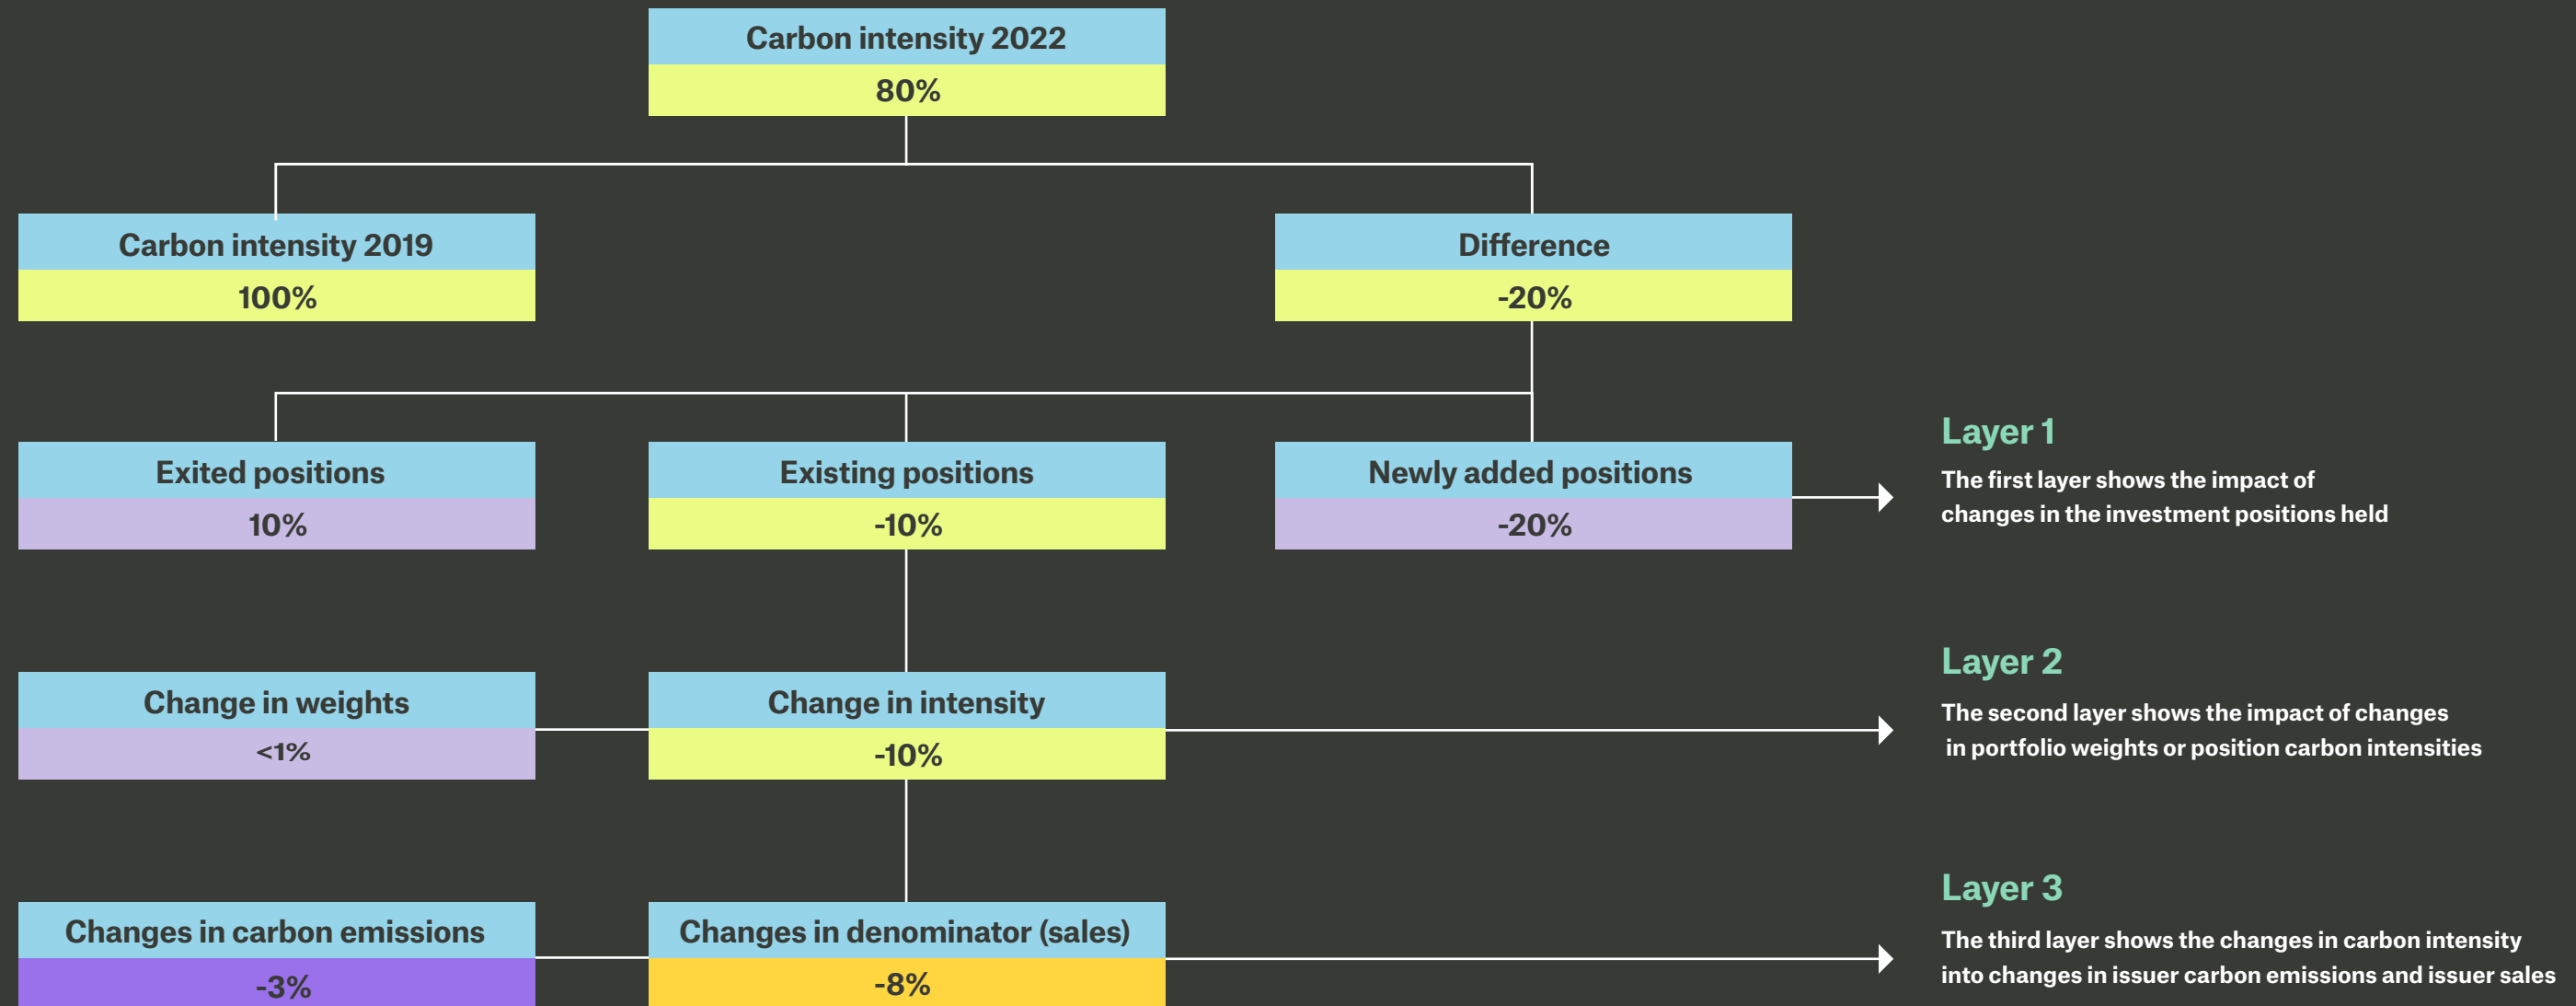 Carbon intensity 2022
80%
Carbon intensity 2019
100%
Difference
-20%
Exited positions
10%
Existing positions
-10%
Newly added positions
-20%
Layer 1
The first layer shows the impact of
changes in the investment positions held
Change in weights
<1%
Change in intensity
-10%
Layer 2
The second layer shows the impact of changes
in portfolio weights or position carbon intensities
Changes in carbon emissions
-3%
Changes in denominator (sales)
-8%
Layer 3
The third layer shows the changes in carbon intensity
into changes in issuer carbon emissions and issuer sales